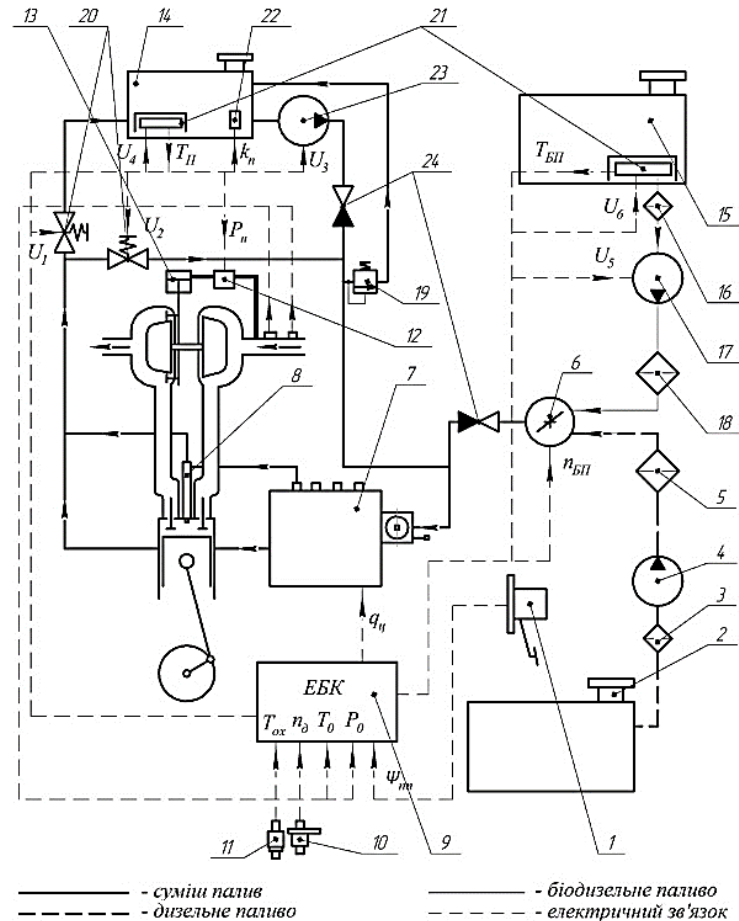 13 20 14 22 21
23
U₄ Tп kп U₃
24
TБП
U₆
15
16
U₁ U₂ Pп
U₅
19
12
17
8 7 6
18
nБП
5
4
3
2
qц
ЕБК
Tох nд T₀ P₀
Ψпп
11 10 9 1
- суміш палив - біодизельне паливо
- дизельне паливо - електричний зв'язок